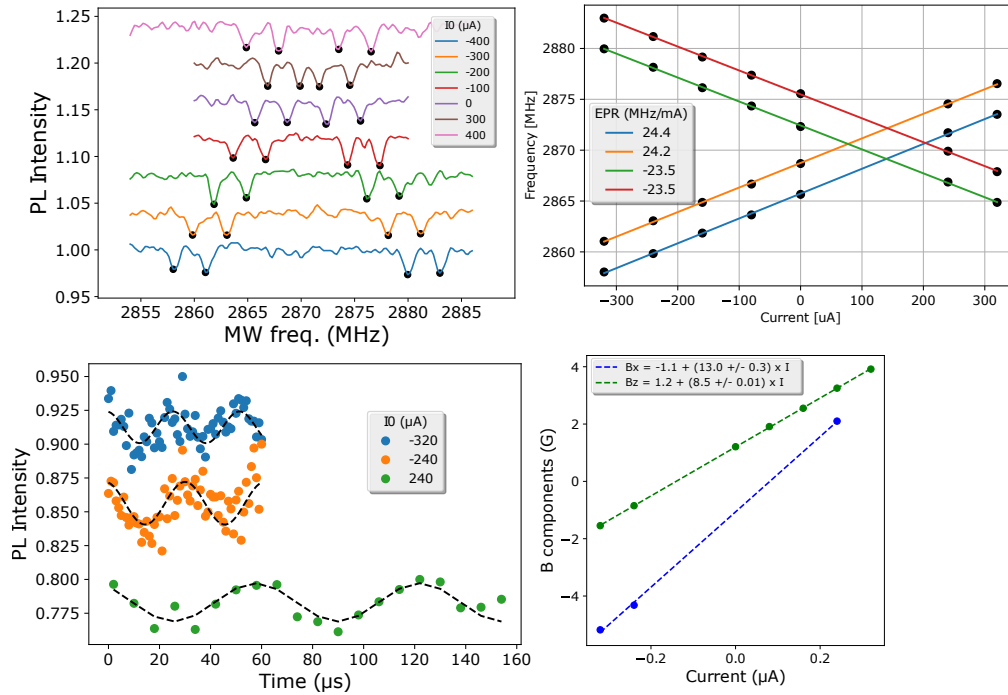 I0 (μA)
-400
-300
-200
-100
0
300
400
1.25
1.20
1.15
1.10
1.05
1.00
0.95
PL Intensity
2855 2860 2865 2870 2875 2880 2885
MW freq. (MHz)
2880
2875
2870
2865
2860
Frequency [MHz]
EPR (MHz/mA)
24.4
24.2
-23.5
-23.5
−300 −200 −100 0 100 200 300
Current [uA]
0.950
0.925
0.900
0.875
0.850
0.825
0.800
0.775
PL Intensity
I0 (μA)
-320
-240
240
0 20 40 60 80 100 120 140 160
Time (μs)
Bx = -1.1 + (13.0 +/- 0.3) x I
Bz = 1.2 + (8.5 +/- 0.01) x I
4
2
0
−2
−4
B components (G)
−0.2 0.0 0.2
Current (μA)